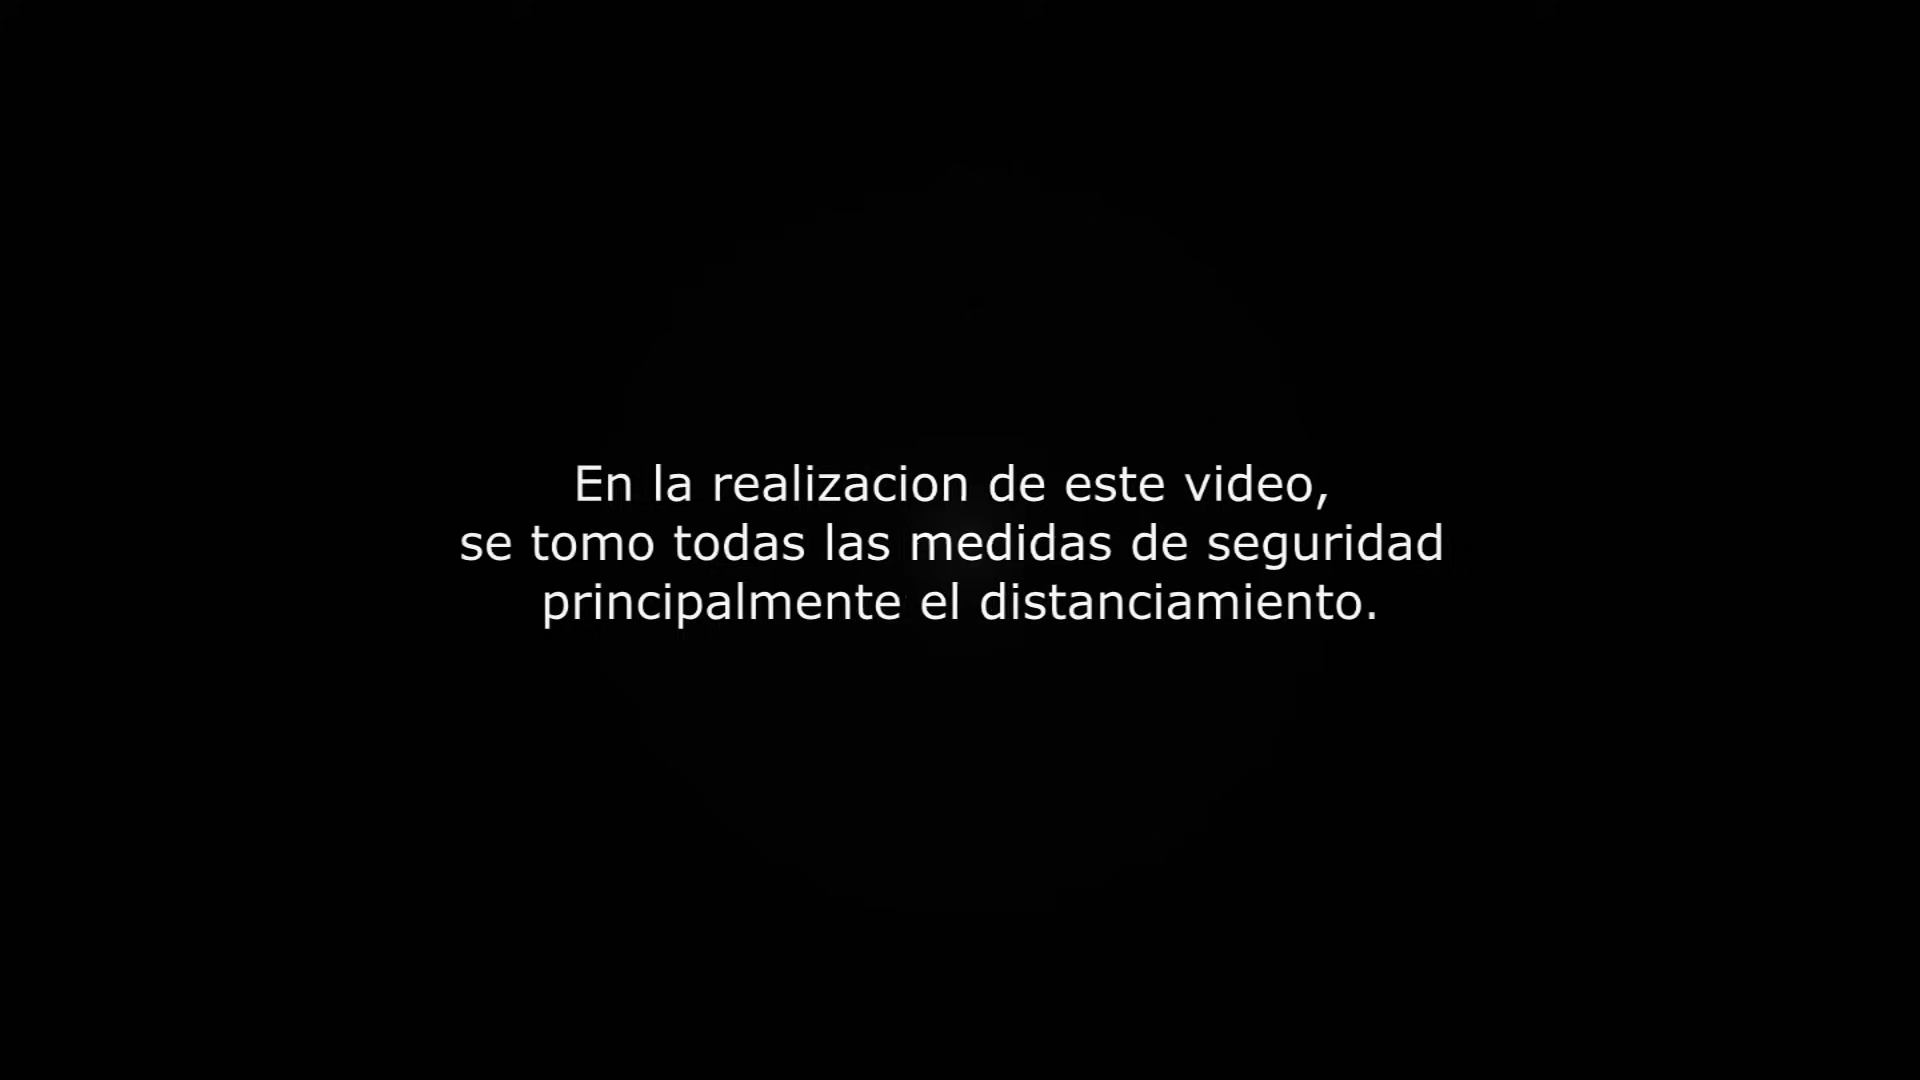 En la realizacion de este video,
se tomo todas las medidas de seguridad
principalmente el distanciamiento.